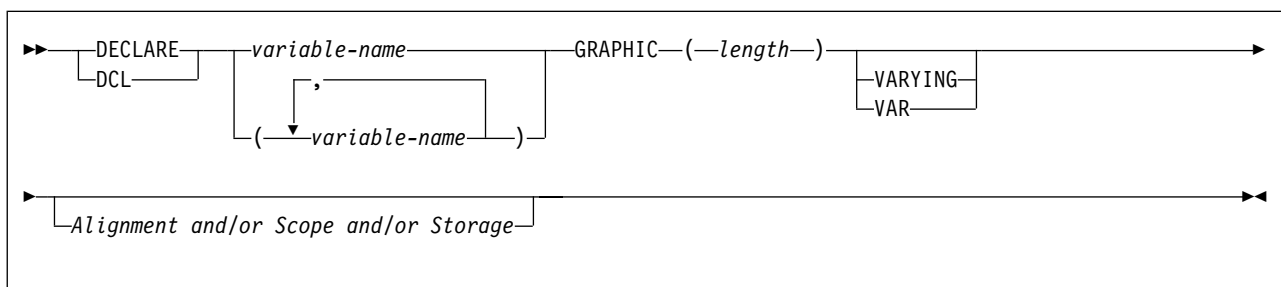 DECLARE variable-name GRAPHIC ( length )
DCL , VARYING
VAR
( variable-name )
Alignment and/or Scope and/or Storage